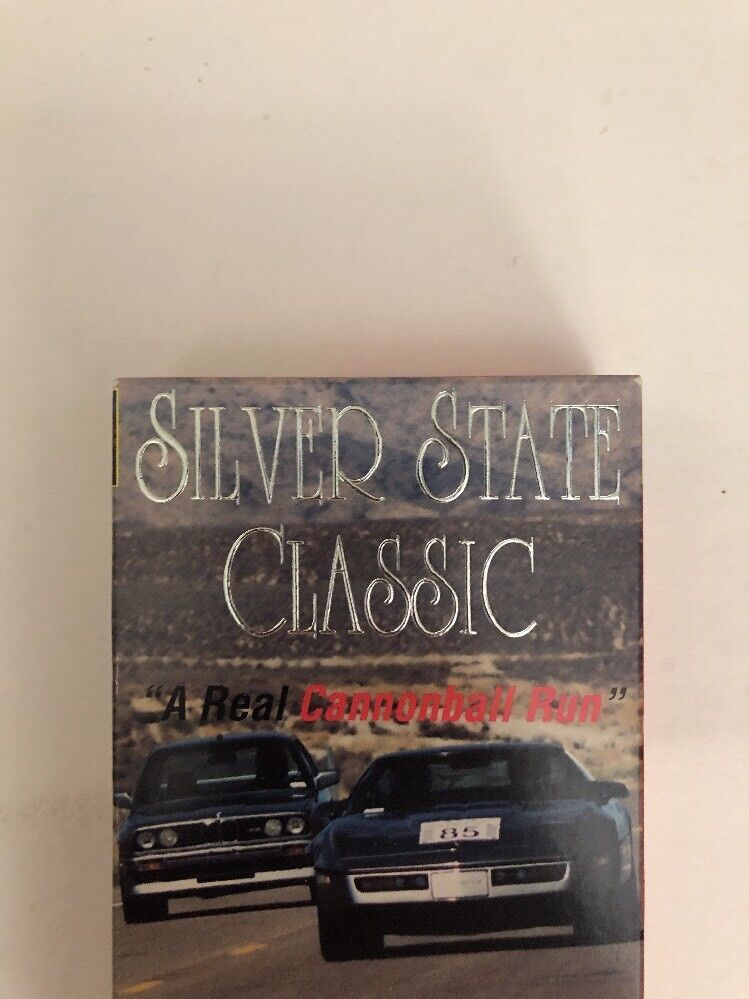 SILVER STATE
CLASSIC
"A Real Cannonball Run"
85